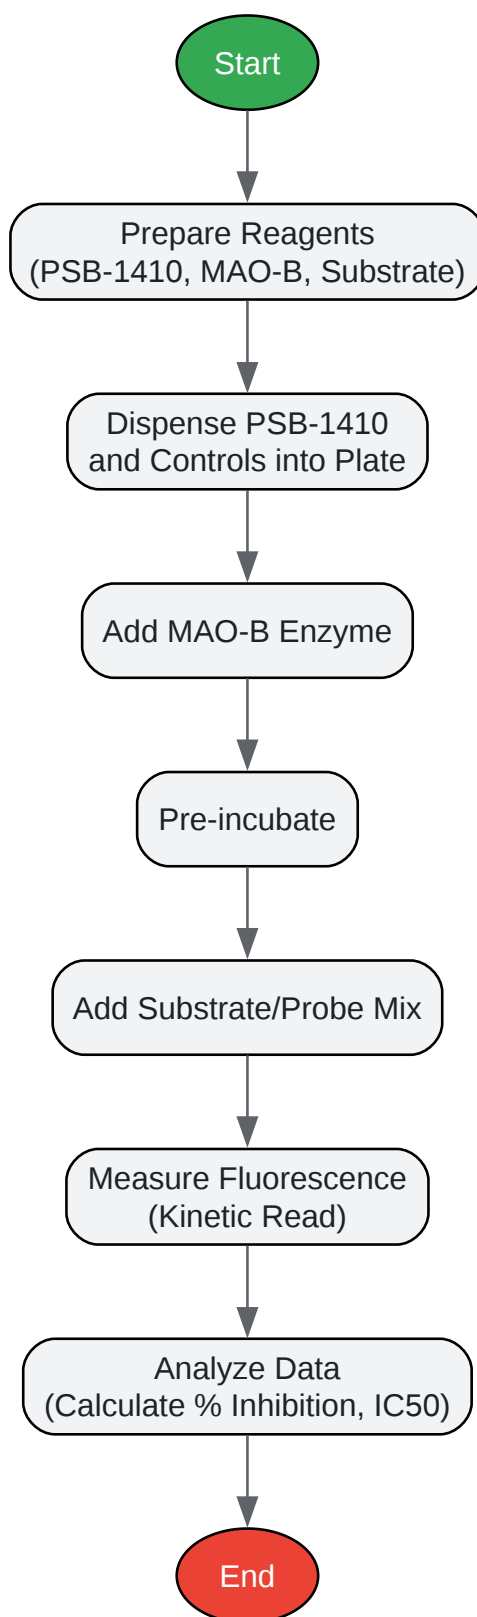 Start
Prepare Reagents
(PSB-1410, MAO-B, Substrate)
Dispense PSB-1410
and Controls into Plate
Add MAO-B Enzyme
Pre-incubate
Add Substrate/Probe Mix
Measure Fluorescence
(Kinetic Read)
Analyze Data
(Calculate % Inhibition, IC50)
End